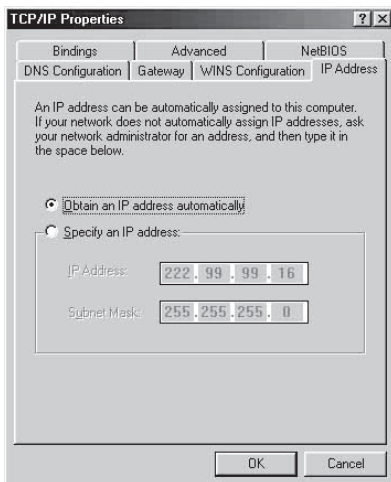 TCP/IP Properties
? ×
Bindings Advanced NetBIOS
DNS Configuration Gateway WINS Configuration IP Address
An IP address can be automatically assigned to this computer.
If your network does not automatically assign IP addresses, ask
your network administrator for an address, and then type it in
the space below.
Obtain an IP address automatically
Specify an IP address:
IP Address: 222 . 99 . 99 . 16
Subnet Mask: 255 . 255 . 255 . 0
OK Cancel